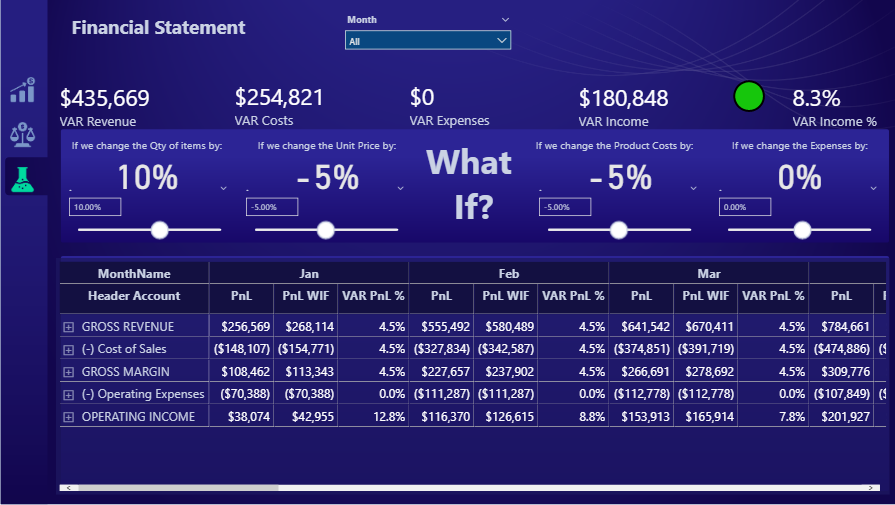 Financial Statement
Month
All
$435,669
VAR Revenue
$254,821
VAR Costs
$0
VAR Expenses
$180,848
VAR Income
8.3%
VAR Income %
If we change the Qty of items by:
10%
10.00%
If we change the Unit Price by:
-5%
-5.00%
What
If?
If we change the Product Costs by:
-5%
-5.00%
If we change the Expenses by:
0%
0.00%
MonthName Jan Feb Mar
Header Account PnL PnL WIF VAR PnL % PnL PnL WIF VAR PnL % PnL PnL WIF VAR PnL % PnL
GROSS REVENUE $256,569 $268,114 4.5% $555,492 $580,489 4.5% $641,542 $670,411 4.5% $784,661
(-) Cost of Sales ($148,107) ($154,771) 4.5% ($327,834) ($342,587) 4.5% ($374,851) ($391,719) 4.5% ($474,886) ($
GROSS MARGIN $108,462 $113,343 4.5% $227,657 $237,902 4.5% $266,691 $278,692 4.5% $309,776
(-) Operating Expenses ($70,388) ($70,388) 0.0% ($111,287) ($111,287) 0.0% ($112,778) ($112,778) 0.0% ($107,849) ($
OPERATING INCOME $38,074 $42,955 12.8% $116,370 $126,615 8.8% $153,913 $165,914 7.8% $201,927